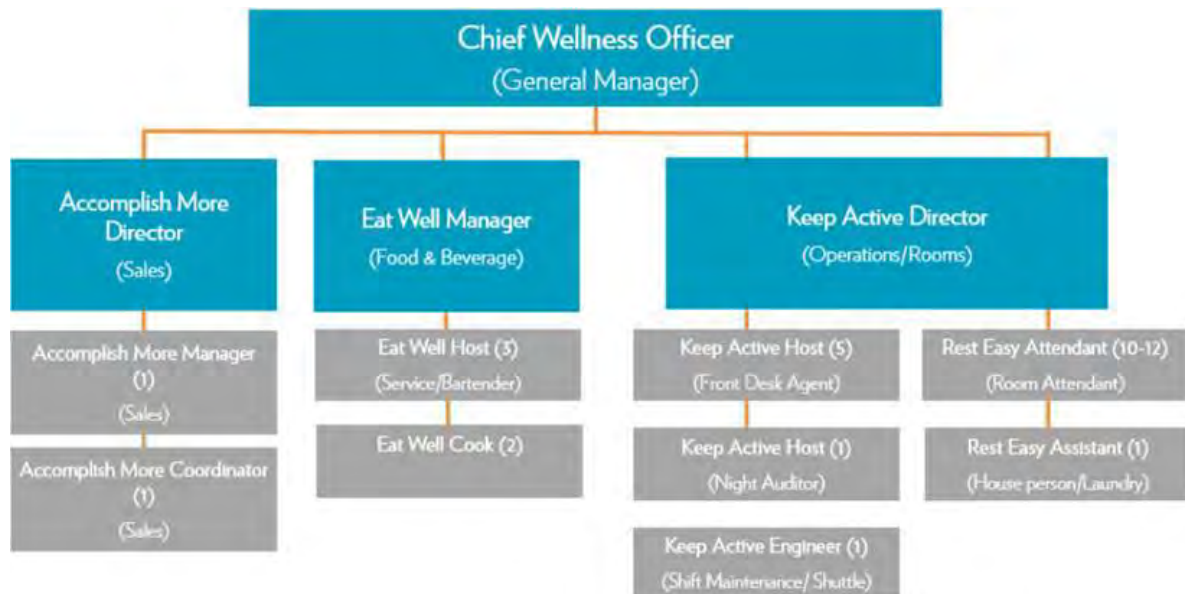 Chief Wellness Officer
(General Manager)
Accomplish More
Director
(Sales)
Eat Well Manager
(Food & Beverage)
Keep Active Director
(Operations/Rooms)
Accomplish More Manager
(1)
(Sales)
Accomplish More Coordinator
(1)
(Sales)
Eat Well Host (3)
(Service/Bartender)
Eat Well Cook (2)
Keep Active Host (5)
(Front Desk Agent)
Keep Active Host (1)
(Night Auditor)
Keep Active Engineer (1)
(Shift Maintenance/ Shuttle)
Rest Easy Attendant (10-12)
(Room Attendant)
Rest Easy Assistant (1)
(House person/Laundry)